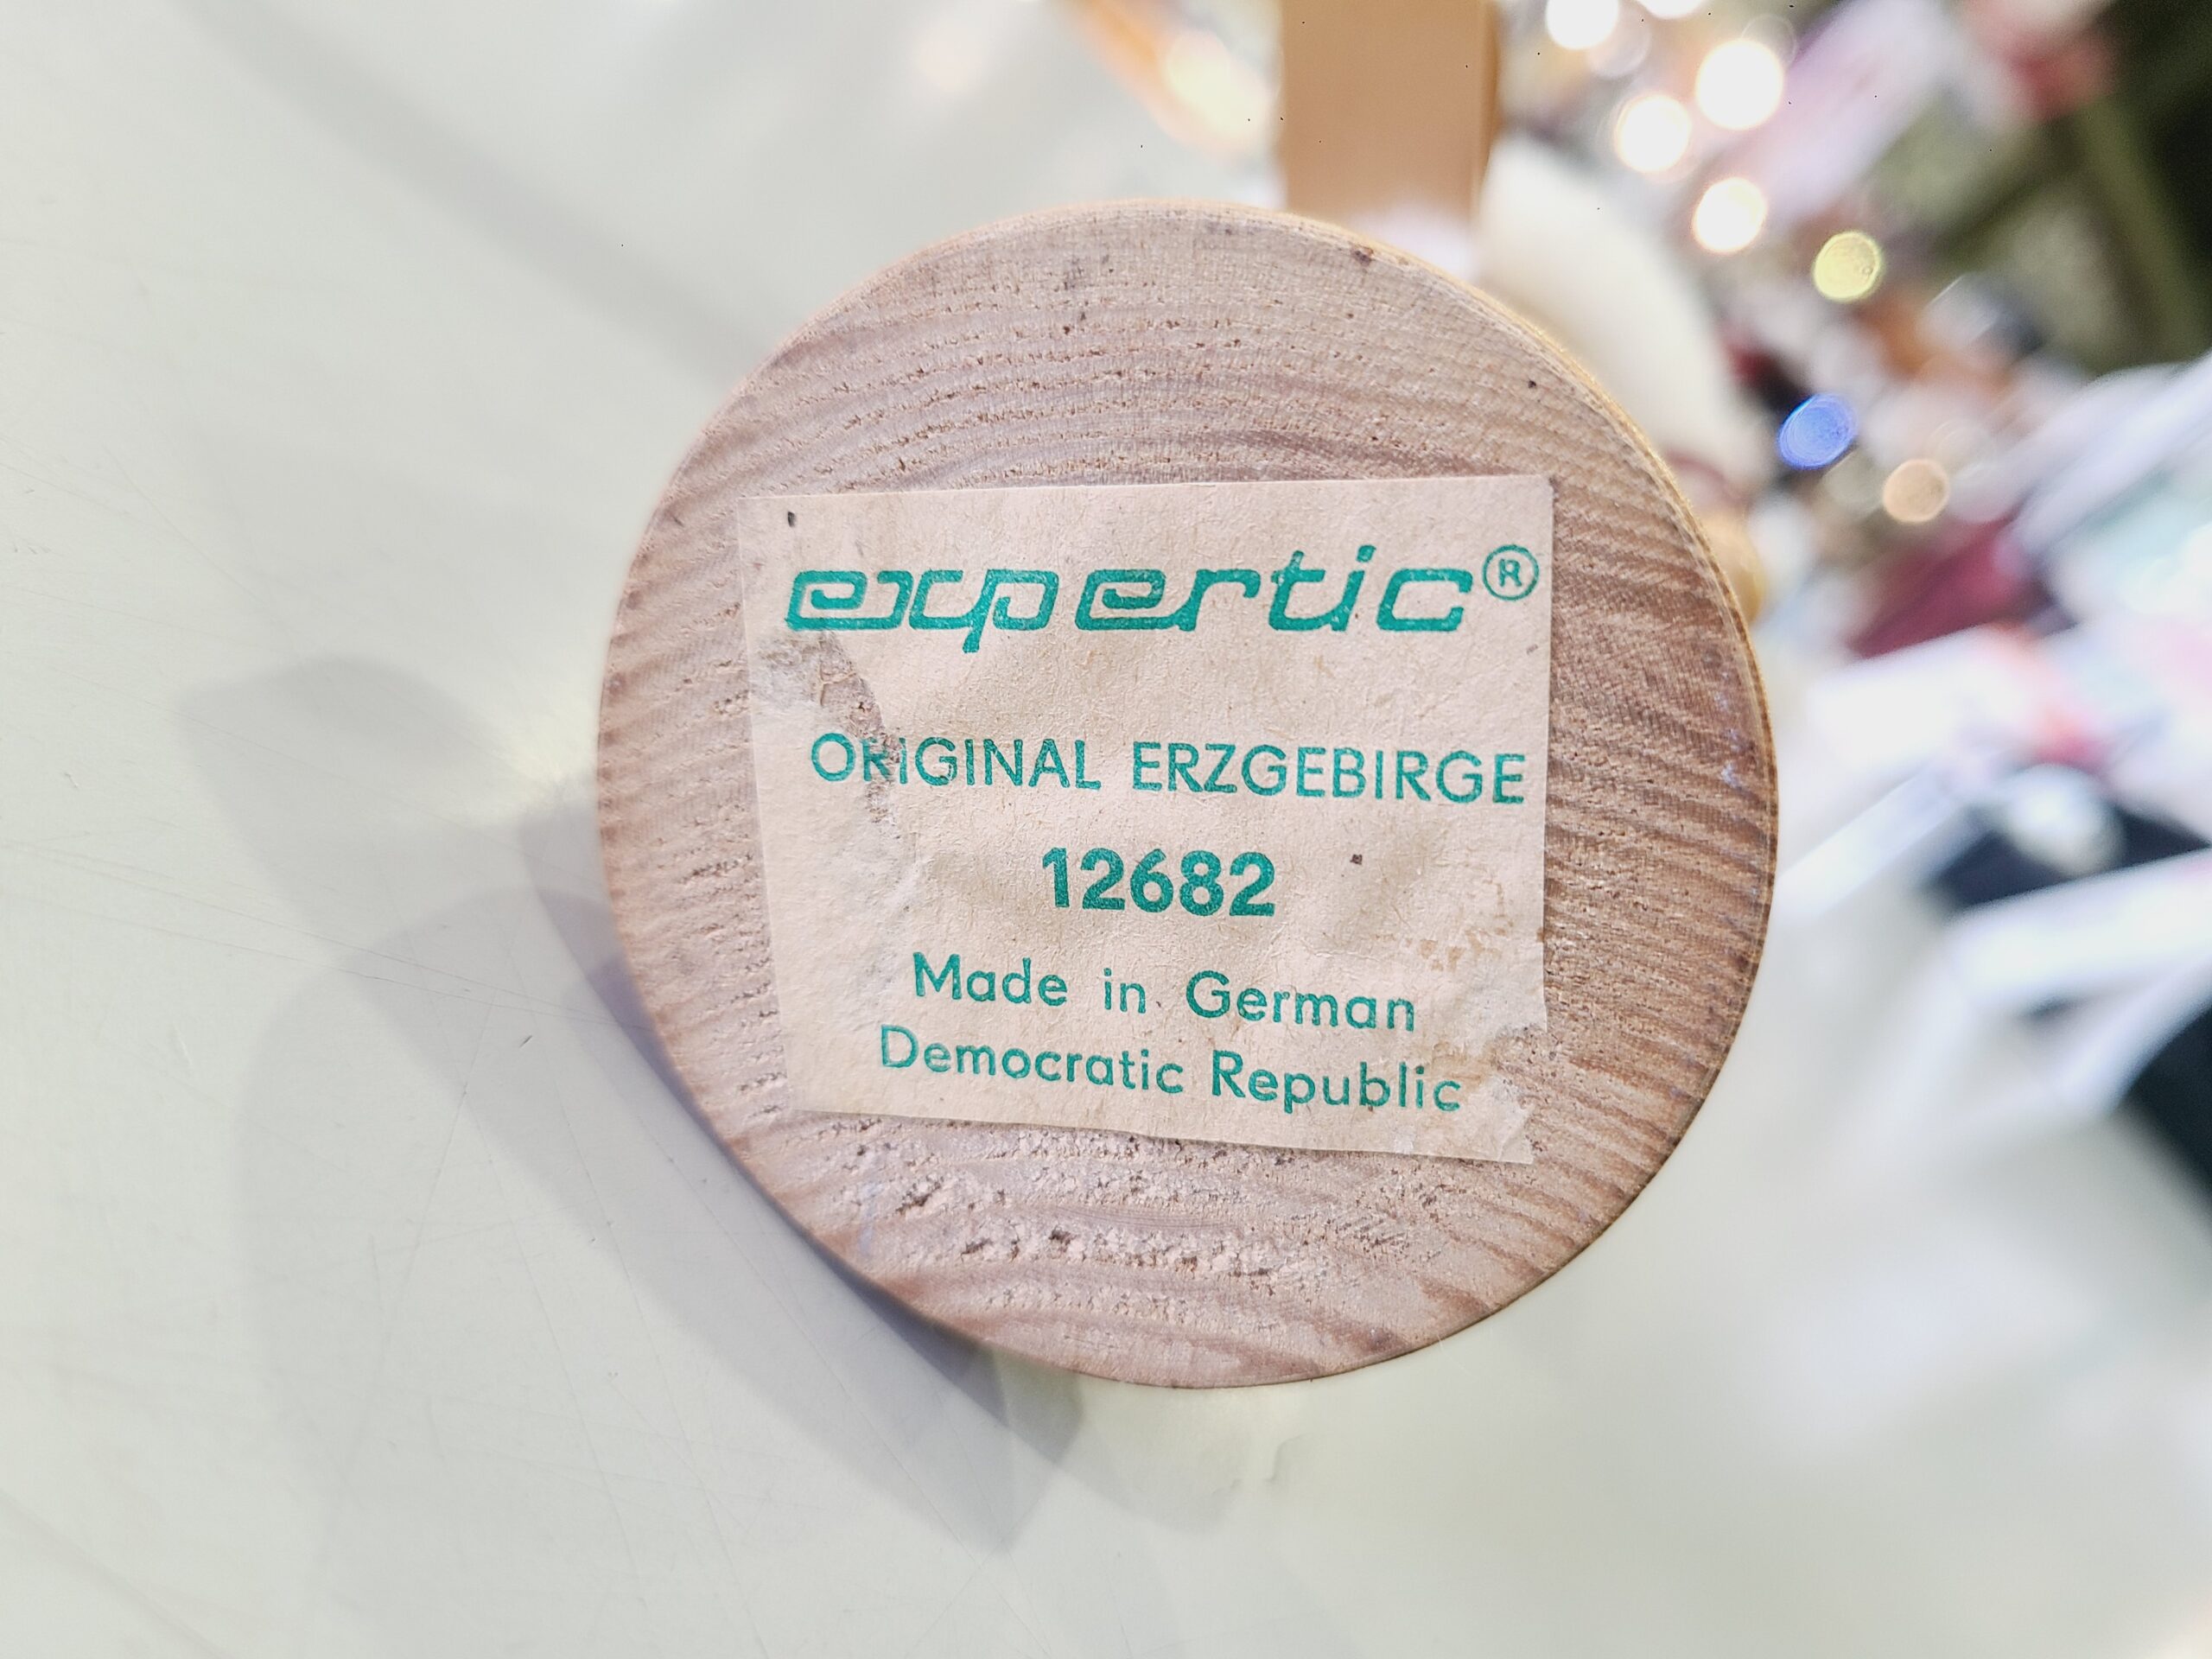 expertic®
ORIGINAL ERZGEBIRGE
12682
Made in German
Democratic Republic